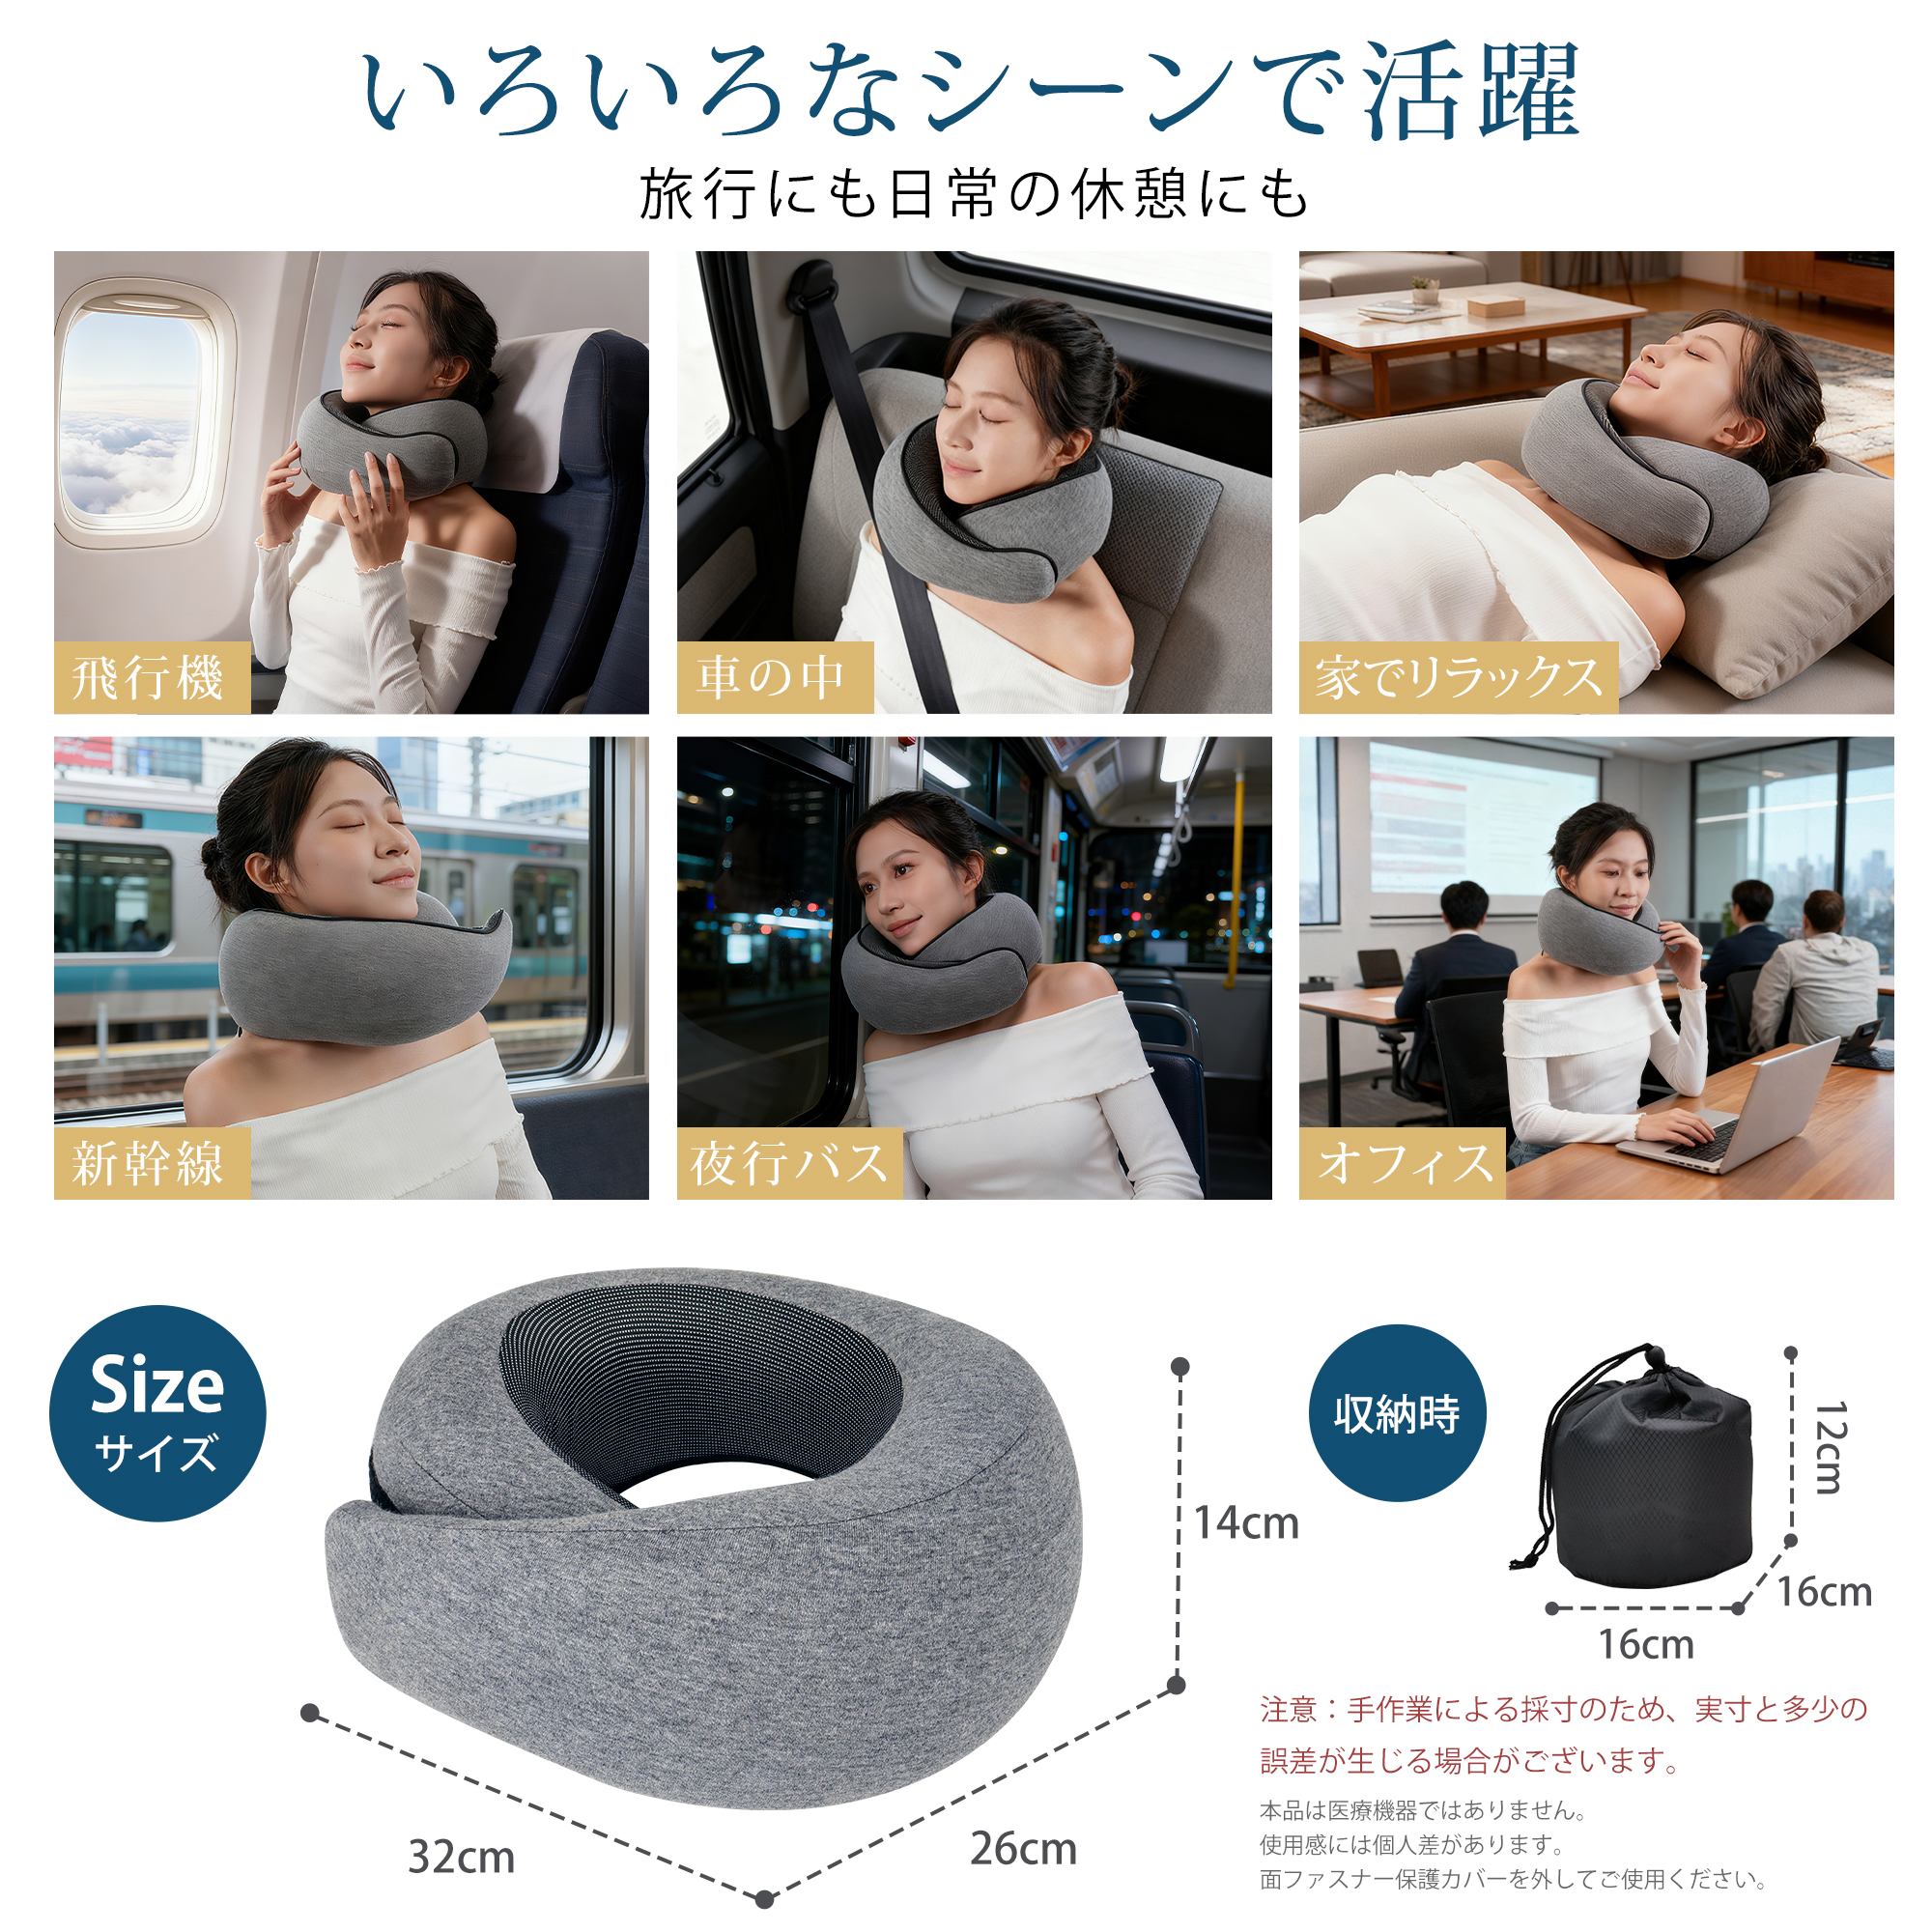 いろいろなシーンで活躍
旅行にも日常の休憩にも
飛行機
車の中
家でリラックス
新幹線
夜行バス
オフィス
Size
サイズ
14cm
32cm
26cm
収納時
12cm
16cm
16cm
注意：手作業による採寸のため、実寸と多少の
誤差が生じる場合がございます。
本品は医療機器ではありません。
使用感には個人差があります。
面ファスナー保護カバーを外してご使用ください。